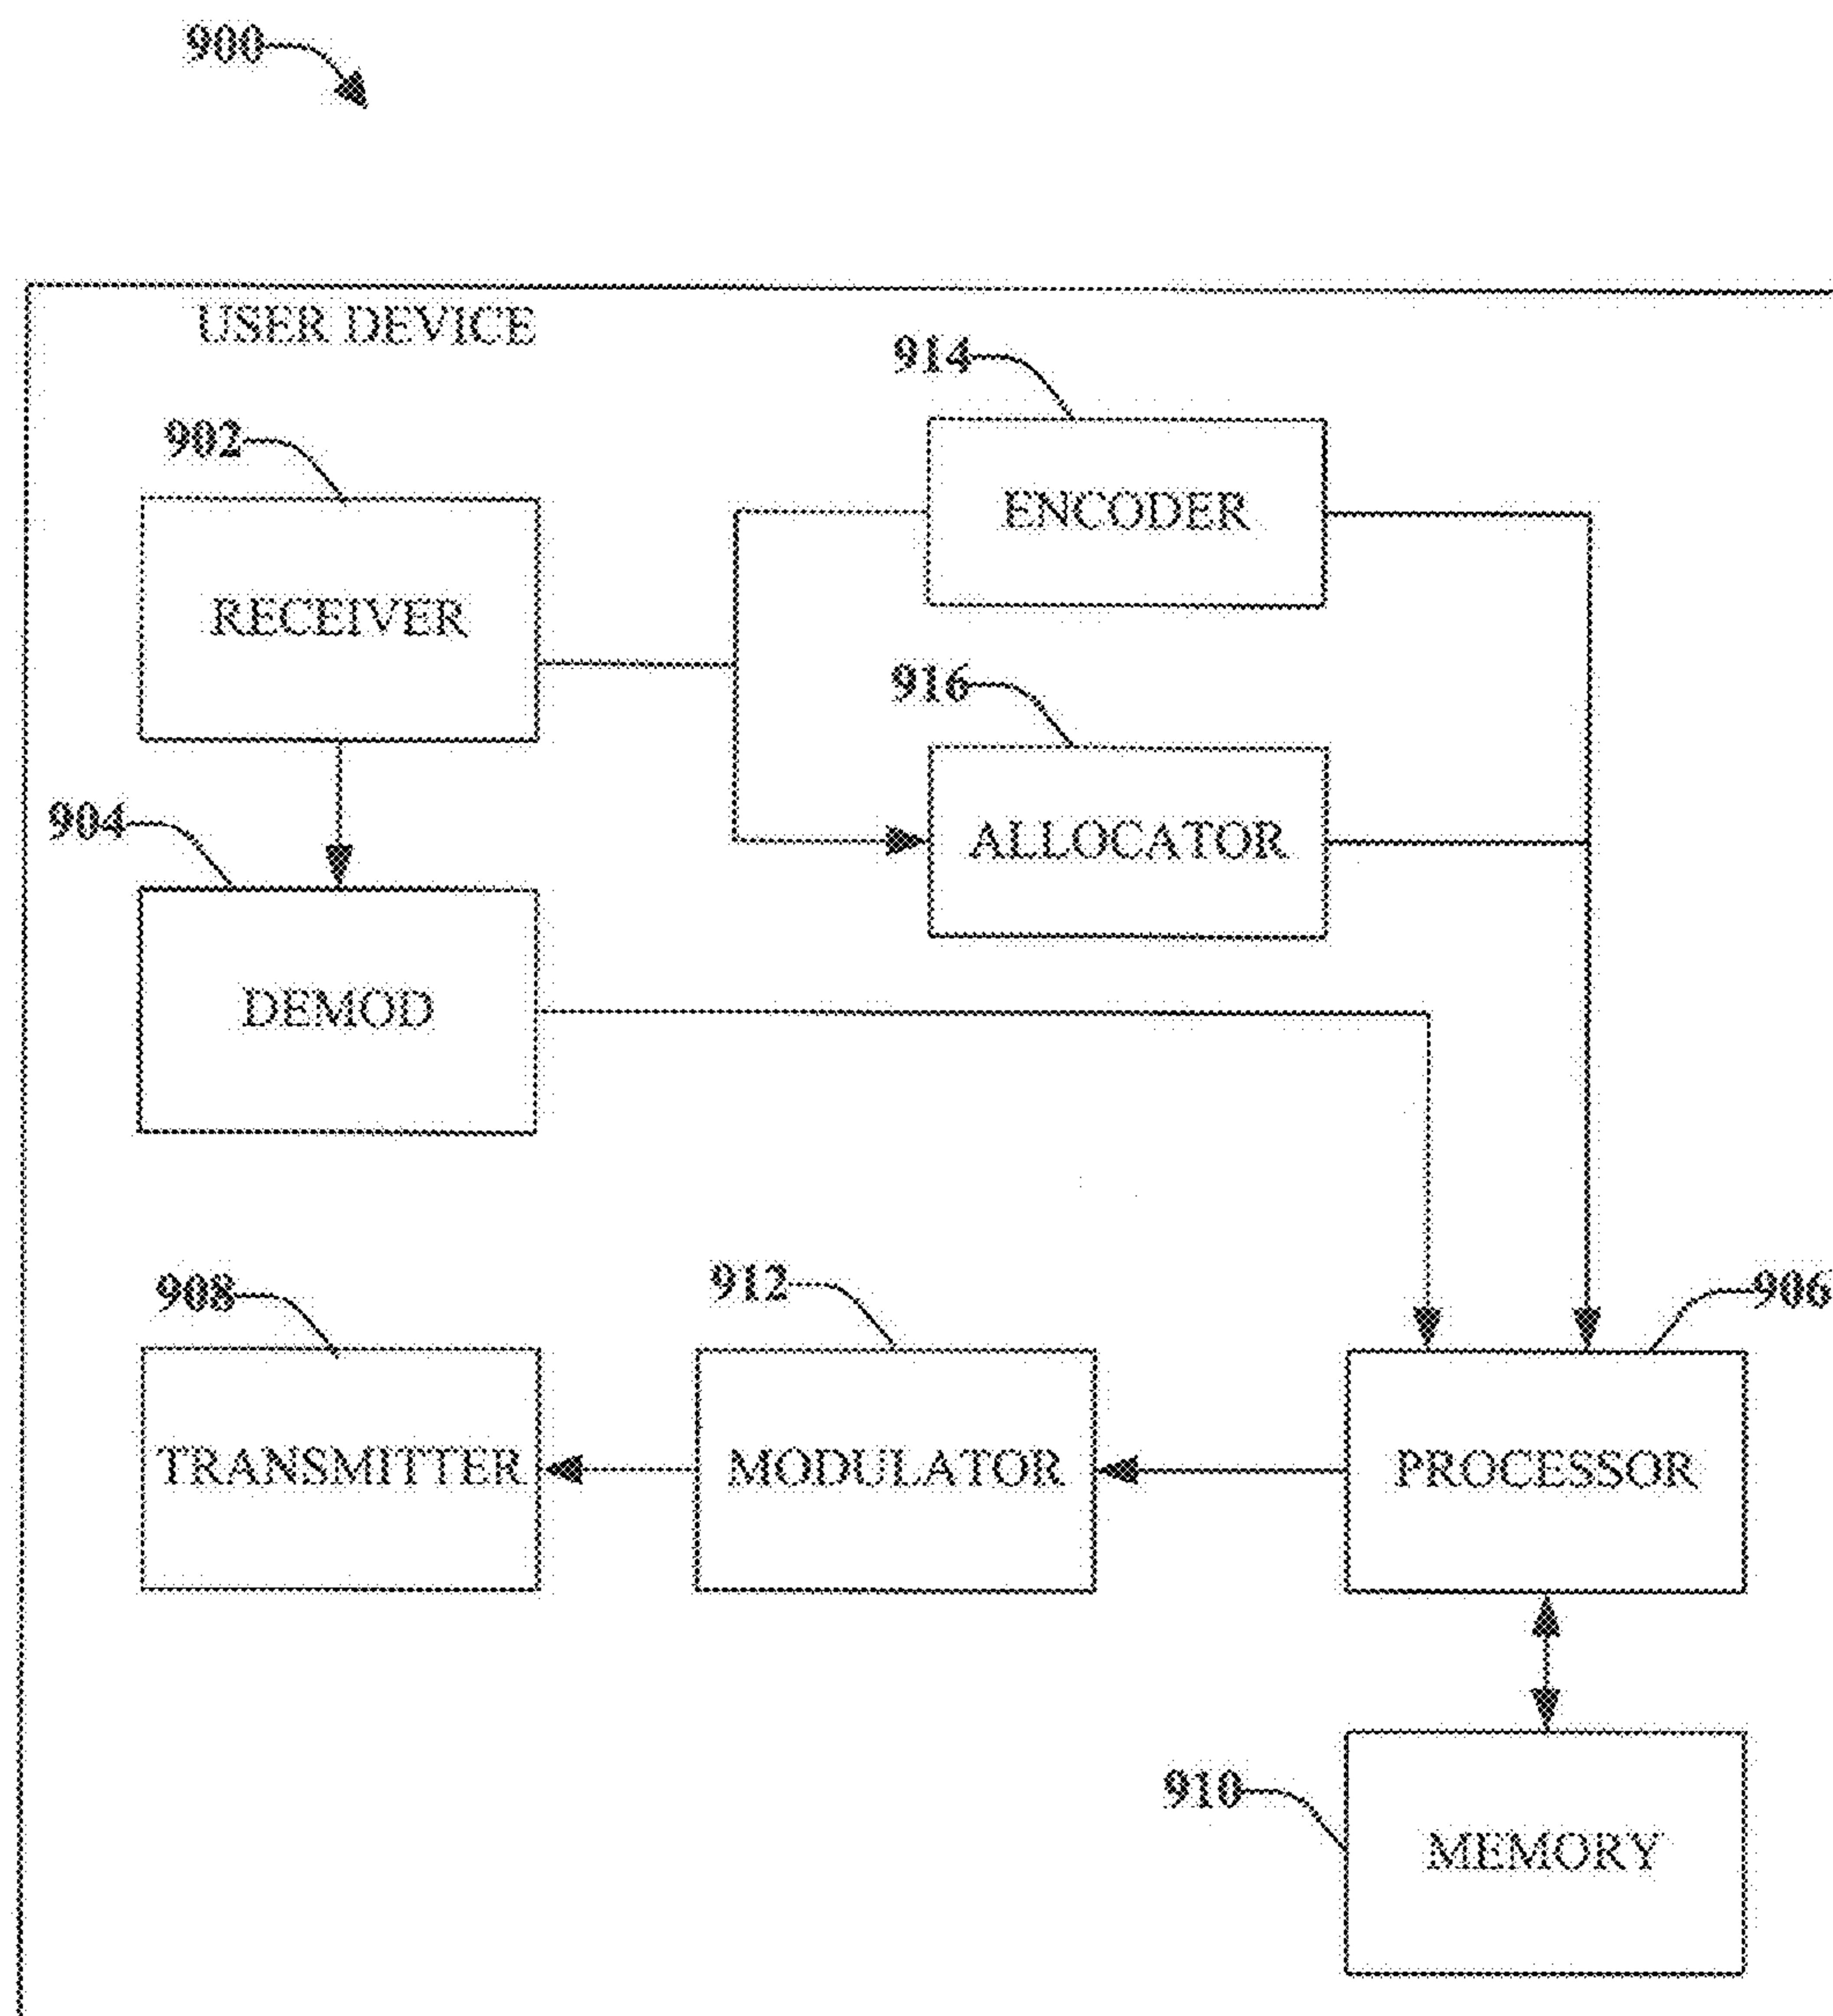 900
USER DEVICE
914
902
ENCODER
RECEIVER
916
904
ALLOCATOR
DEMOD
908
912
906
TRANSMITTER
MODULATOR
PROCESSOR
910
MEMORY